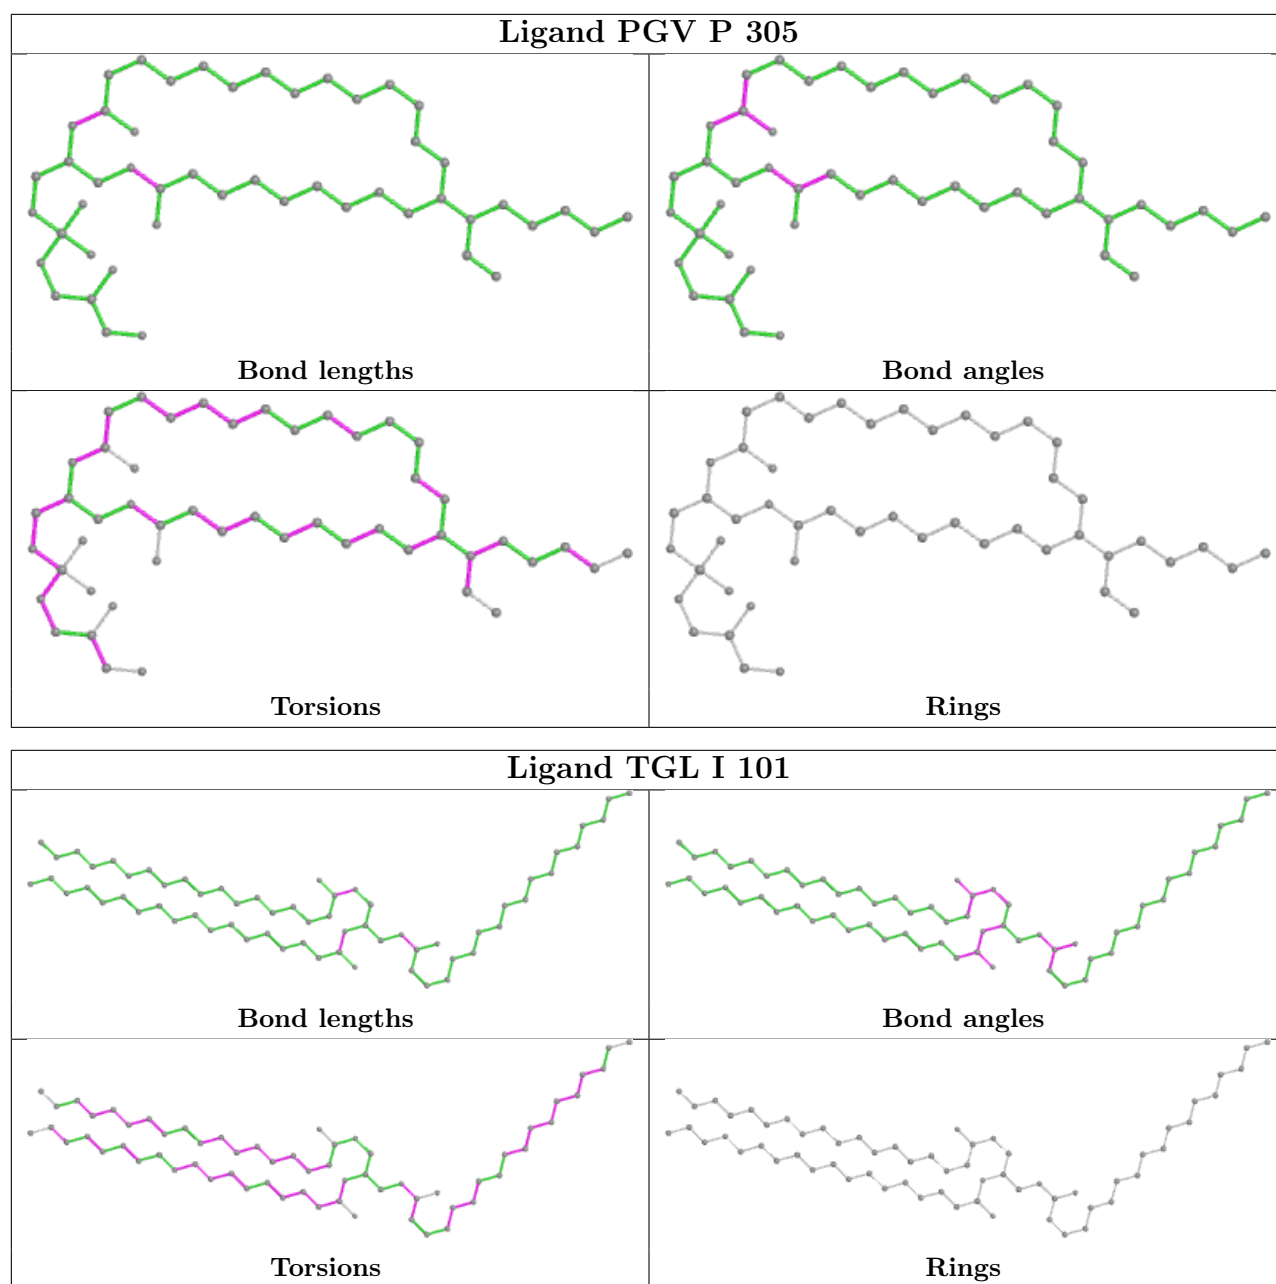 Ligand PGV P 305
Bond lengths
Bond angles
Torsions
Rings
Ligand TGL I 101
Bond lengths
Bond angles
Torsions
Rings